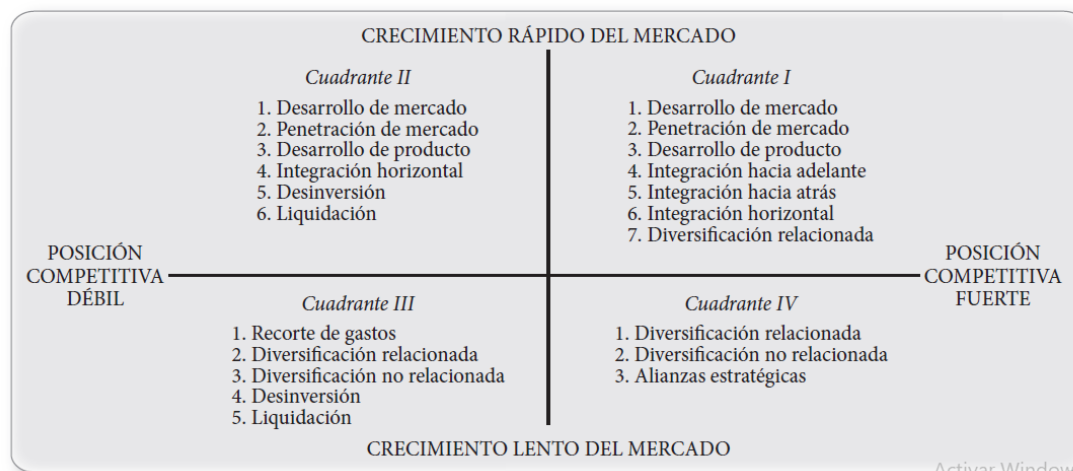 CRECIMIENTO RÁPIDO DEL MERCADO
Cuadrante II
1. Desarrollo de mercado
2. Penetración de mercado
3. Desarrollo de producto
4. Integración horizontal
5. Desinversión
6. Liquidación
Cuadrante I
1. Desarrollo de mercado
2. Penetración de mercado
3. Desarrollo de producto
4. Integración hacia adelante
5. Integración hacia atrás
6. Integración horizontal
7. Diversificación relacionada
POSICIÓN
COMPETITIVA
DÉBIL
POSICIÓN
COMPETITIVA
FUERTE
Cuadrante III
1. Recorte de gastos
2. Diversificación relacionada
3. Diversificación no relacionada
4. Desinversión
5. Liquidación
Cuadrante IV
1. Diversificación relacionada
2. Diversificación no relacionada
3. Alianzas estratégicas
CRECIMIENTO LENTO DEL MERCADO
Activar Window